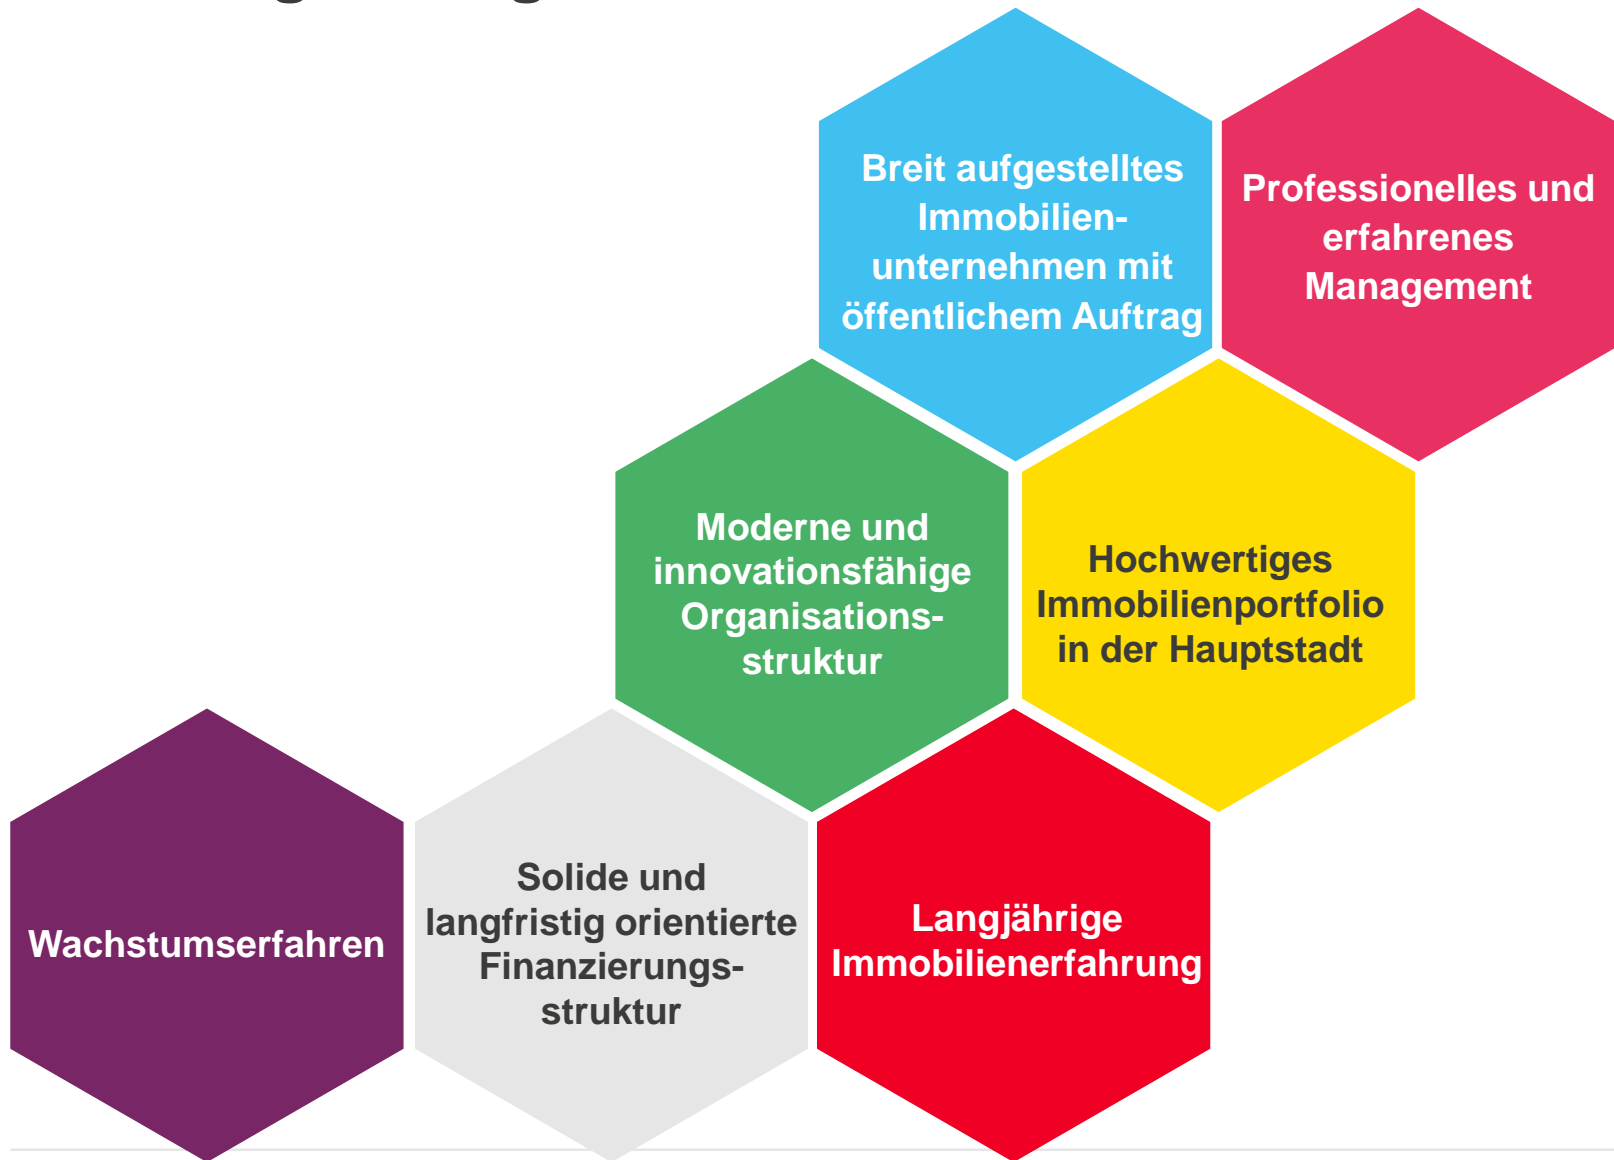 Breit aufgestelltes
Immobilien-
unternehmen mit
öffentlichem Auftrag
Professionelles und
erfahrenes
Management
Moderne und
innovationsfähige
Organisations-
struktur
Hochwertiges
Immobilienportfolio
in der Hauptstadt
Wachstumserfahren
Solide und
langfristig orientierte
Finanzierungs-
struktur
Langjährige
Immobilienerfahrung